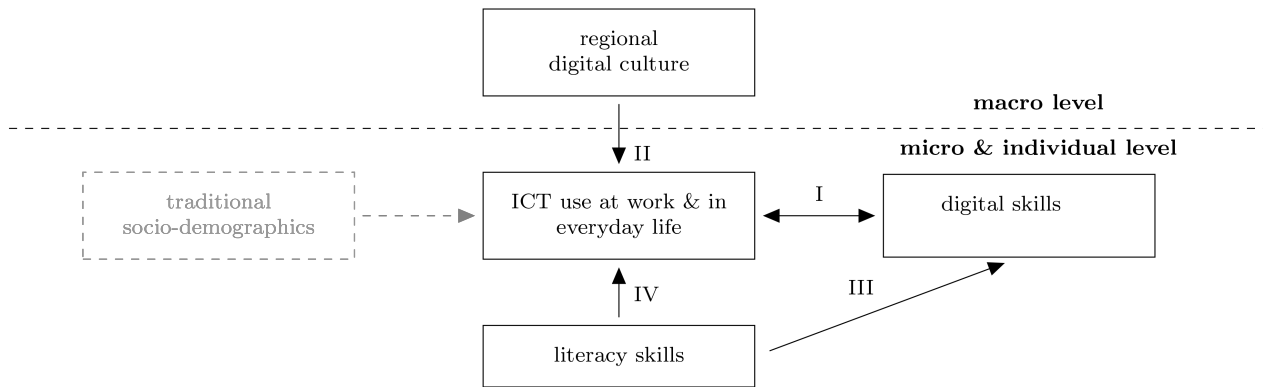 regional
digital culture
macro level
II
micro & individual level
traditional
socio-demographics
ICT use at work & in
everyday life
I
digital skills
IV
III
literacy skills